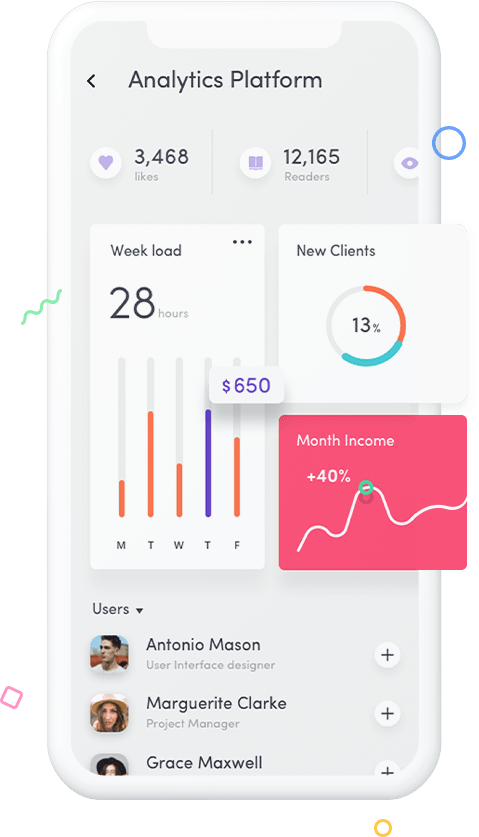 Analytics Platform
3,468
likes
12,165
Readers
Week load
28 hours
$650
M T W T F
New Clients
13%
Month Income
+40%
Users
Antonio Mason
User Interface designer
Marguerite Clarke
Project Manager
Grace Maxwell